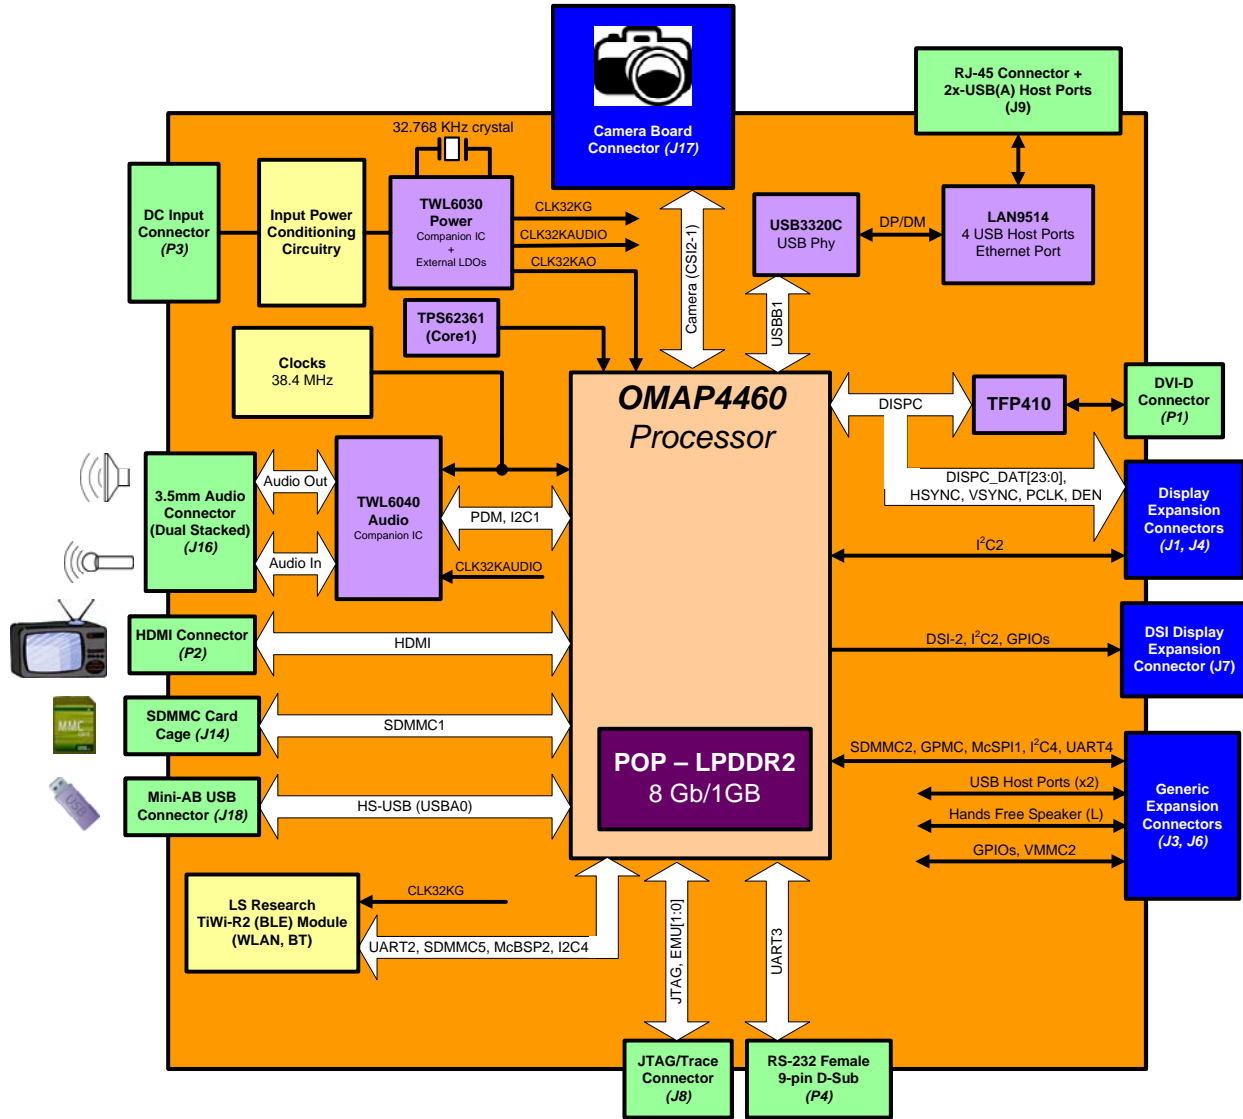 Camera Board
Connector (J17)
RJ-45 Connector +
2x-USB(A) Host Ports
(J9)
32.768 KHz crystal
DC Input
Connector
(P3)
Input Power
Conditioning
Circuitry
TWL6030
Power
Companion IC
+
External LDOs
CLK32KG
CLK32KAUDIO
CLK32KAO
Camera (CSI2-1)
USB3320C
USB Phy
DP/DM
LAN9514
4 USB Host Ports
Ethernet Port
USBB1
TPS62361
(Core1)
Clocks
38.4 MHz
OMAP4460
Processor
DISPC
TFP410
DVI-D
Connector
(P1)
3.5mm Audio
Connector
(Dual Stacked)
(J16)
Audio Out
Audio In
TWL6040
Audio
Companion IC
PDM, I2C1
CLK32KAUDIO
DISPC_DAT[23:0],
HSYNC, VSYNC, PCLK, DEN
Display
Expansion
Connectors
(J1, J4)
I²C2
HDMI Connector
(P2)
HDMI
DSI-2, I²C2, GPIOs
DSI Display
Expansion
Connector (J7)
MMC
SDMMC Card
Cage (J14)
SDMMC1
POP – LPDDR2
8 Gb/1GB
SDMMC2, GPMC, McSPI1, I²C4, UART4
USB Host Ports (x2)
Hands Free Speaker (L)
GPIOs, VMMC2
Generic
Expansion
Connectors
(J3, J6)
USB
Mini-AB USB
Connector (J18)
HS-USB (USBA0)
LS Research
TiWi-R2 (BLE) Module
(WLAN, BT)
CLK32KG
UART2, SDMMC5, McBSP2, I2C4
JTAG, EMU[1:0]
UART3
JTAG/Trace
Connector
(J8)
RS-232 Female
9-pin D-Sub
(P4)